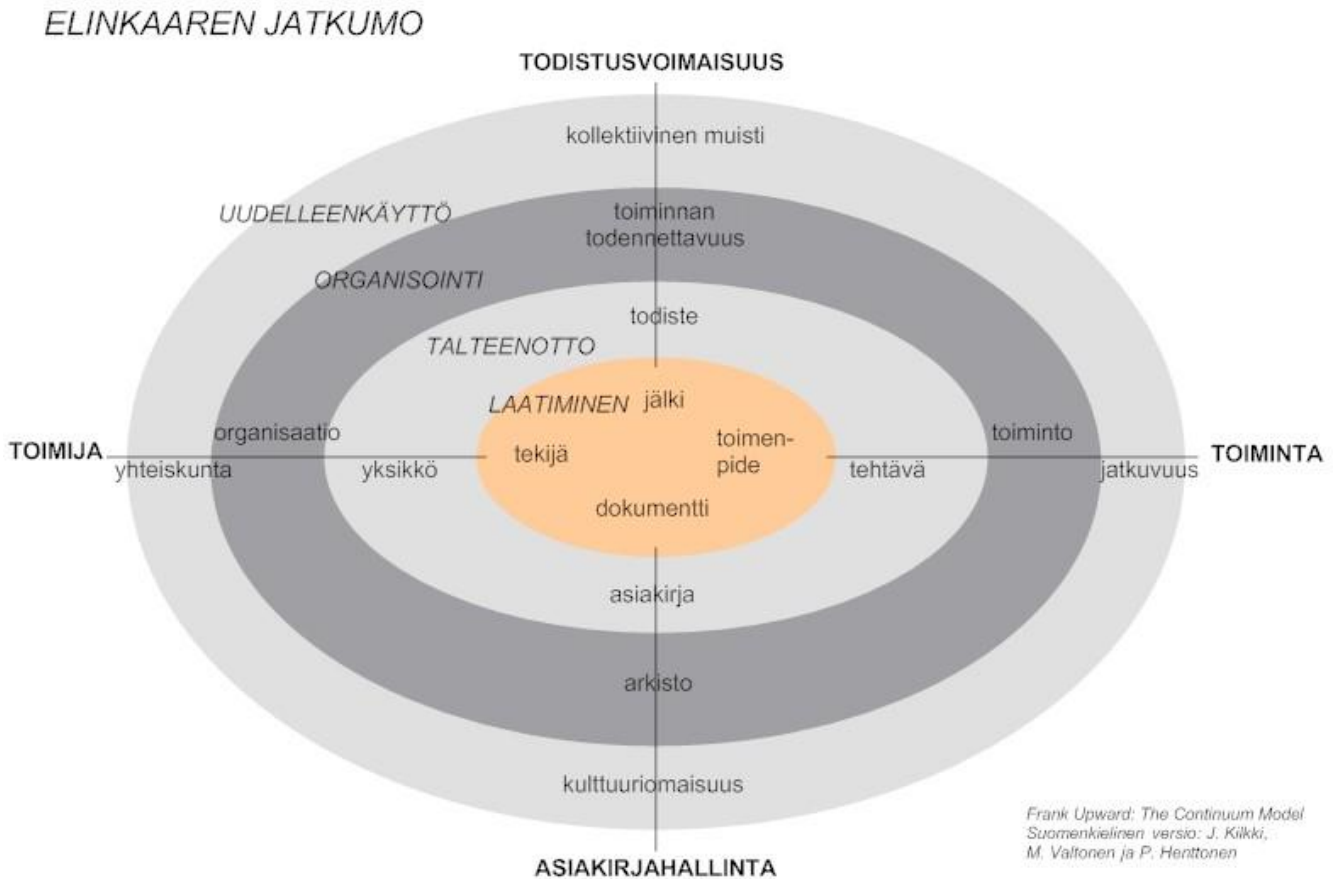 ELINKAAREN JATKUMO
TODISTUSVOIMAISUUS
kollektiivinen muisti
UUDELLEENKÄYTTÖ
toiminnan
todennettavuus
ORGANISOINTI
todiste
TALTEENOTTO
LAATIMINEN
jälki
TOIMIJA
yhteiskunta
organisaatio
yksikkö
tekijä
toimen-
pide
tehtävä
toiminto
jatkuvuus
TOIMINTA
dokumentti
asiakirja
arkisto
kulttuuriomaisuus
ASIAKIRJAHALLINTA
Frank Upward: The Continuum Model
Suomenkielinen versio: J. Kilkki,
M. Valtonen ja P. Henttonen